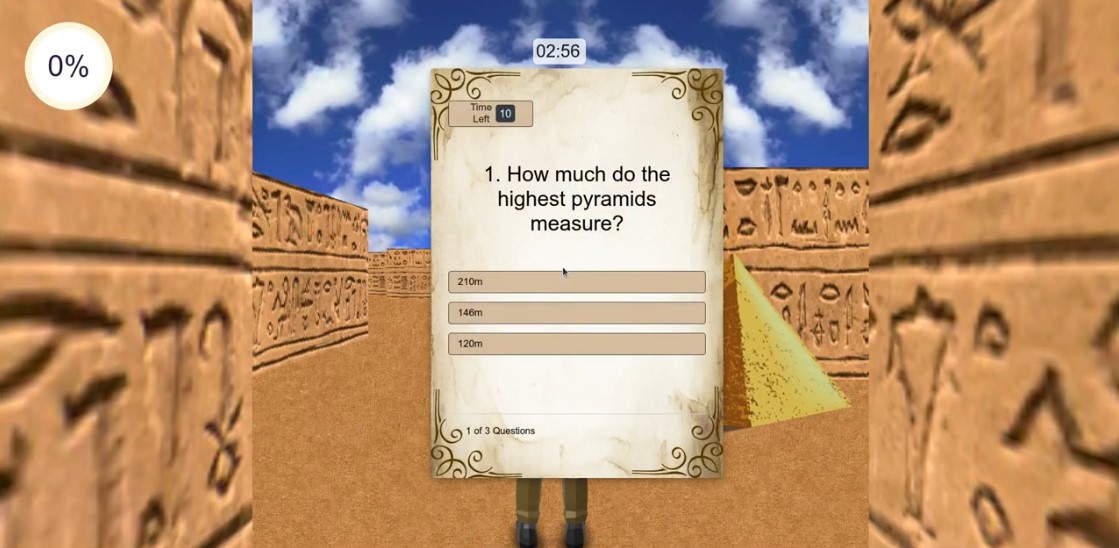 0%
02:56
Time
Left 10
1. How much do the
highest pyramids
measure?
210m
146m
120m
1 of 3 Questions